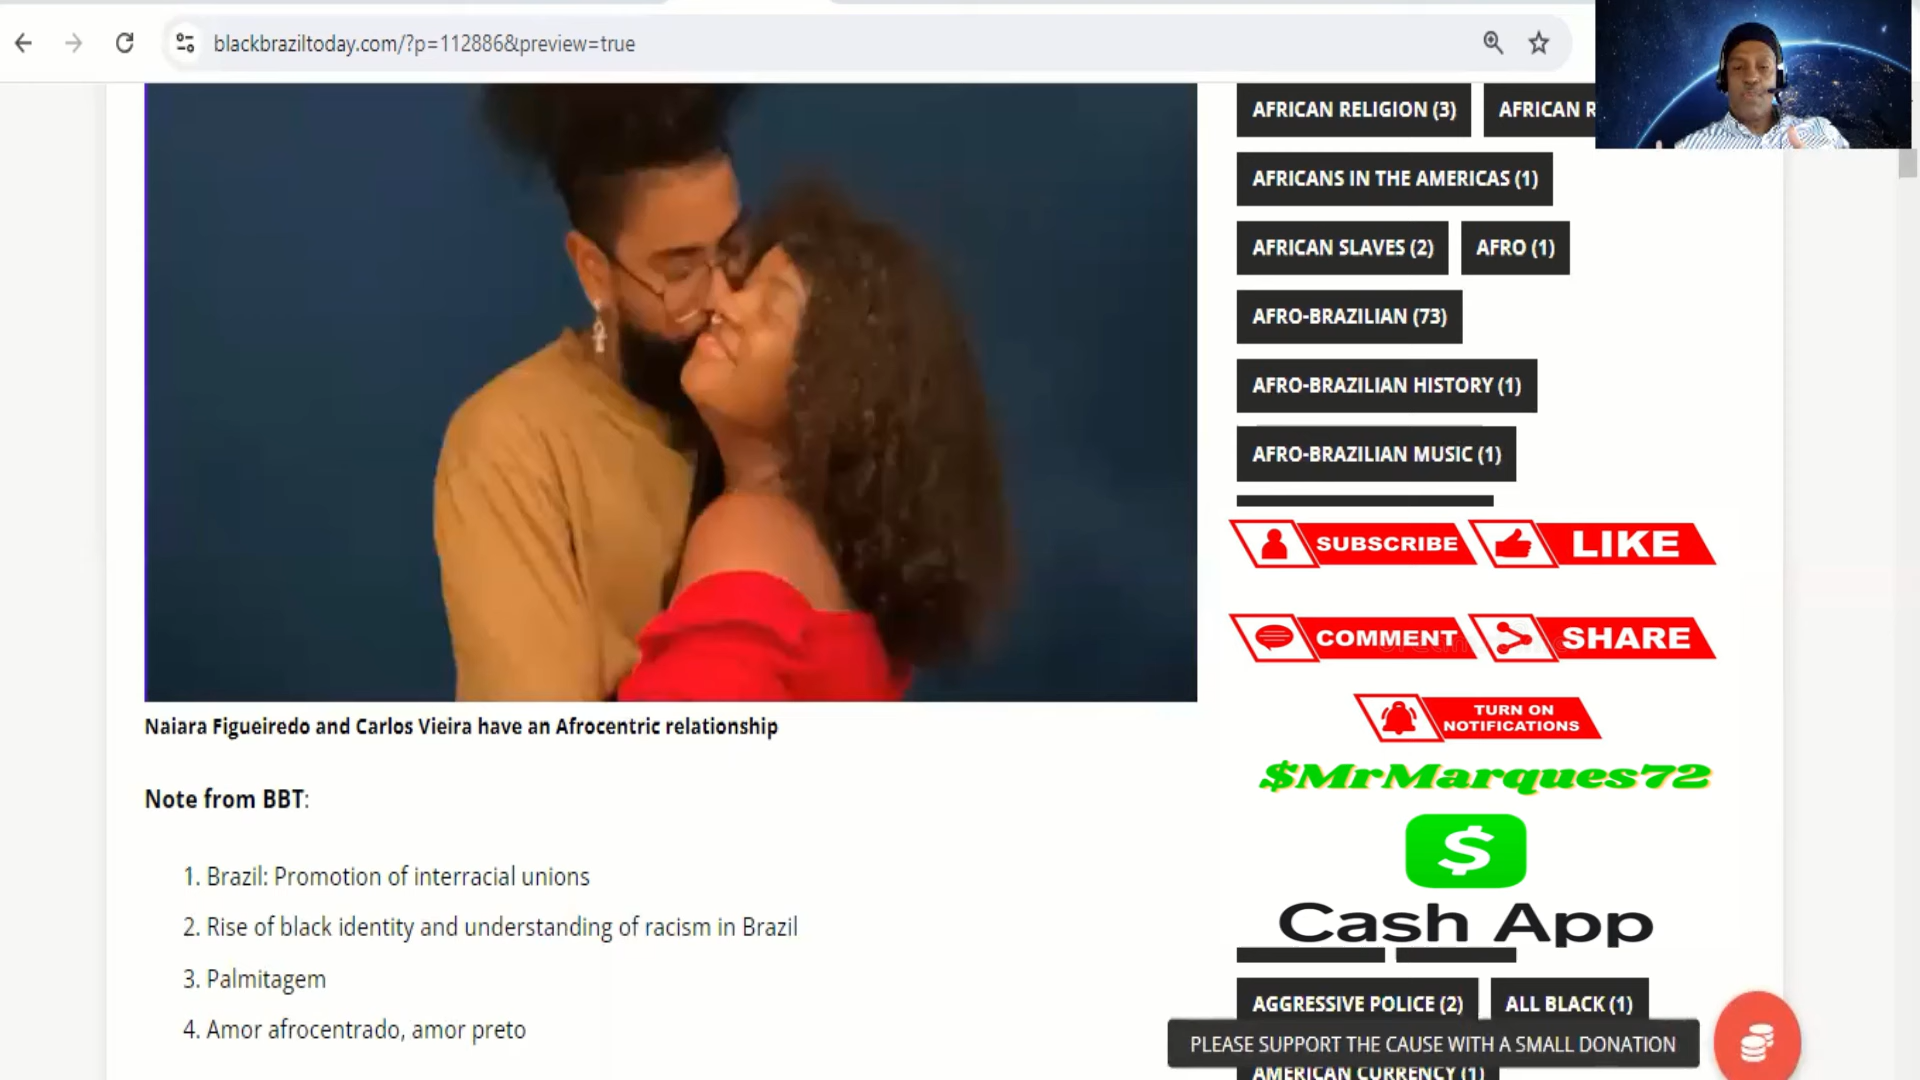 blackbraziltoday.com/?p=112886&preview=true
AFRICAN RELIGION (3)
AFRICAN R
AFRICANS IN THE AMERICAS (1)
AFRICAN SLAVES (2)
AFRO (1)
AFRO-BRAZILIAN (73)
AFRO-BRAZILIAN HISTORY (1)
AFRO-BRAZILIAN MUSIC (1)
SUBSCRIBE
LIKE
COMMENT
SHARE
TURN ON
NOTIFICATIONS
$MrMarques72
$
Cash App
Naiara Figueiredo and Carlos Vieira have an Afrocentric relationship
Note from BBT:
1. Brazil: Promotion of interracial unions
2. Rise of black identity and understanding of racism in Brazil
3. Palmitagem
4. Amor afrocentrado, amor preto
AGGRESSIVE POLICE (2)
ALL BLACK (1)
PLEASE SUPPORT THE CAUSE WITH A SMALL DONATION
AMERICAN CURRENCY (1)